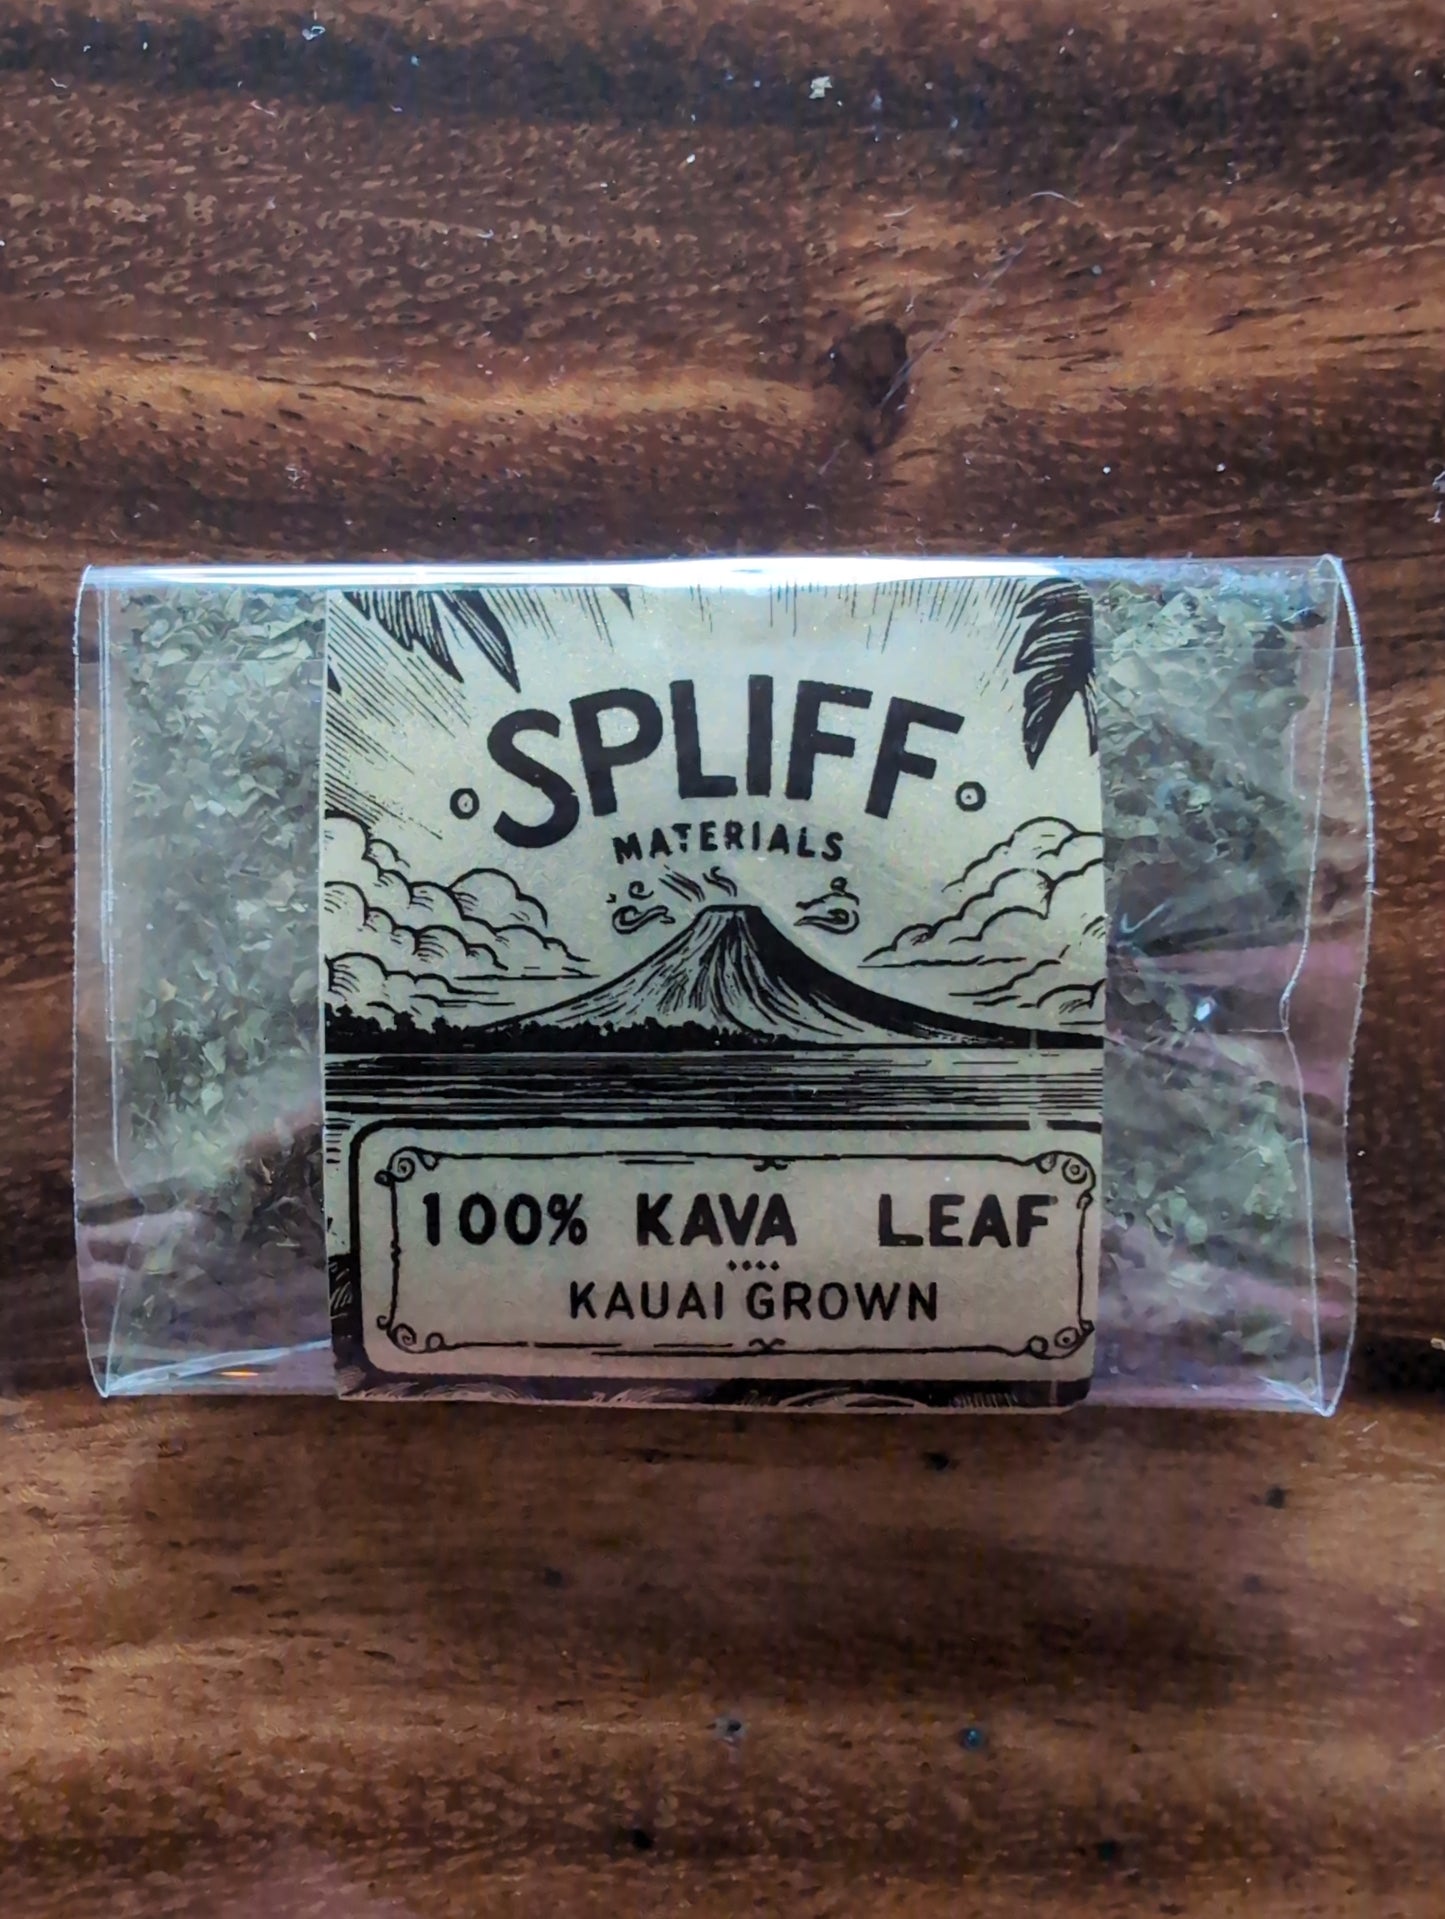 SPLIFF
MATERIALS
100% KAVA LEAF
KAUAI GROWN